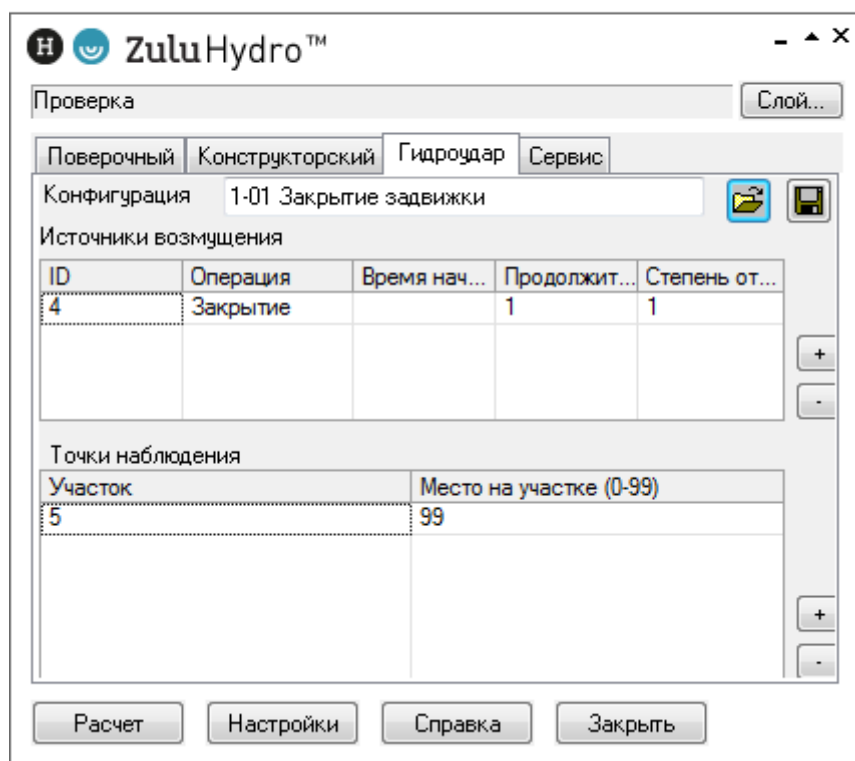 H ZuluHydro™
Проверка Слой...
Поверочный Конструкторский Гидроудар Сервис
Конфигурация 1-01 Закрытие задвижки
Источники возмущения
ID Операция Время нач... Продолжит... Степень от...
4 Закрытие 1 1
+
-
Точки наблюдения
Участок Место на участке (0-99)
5 99
+
-
Расчет Настройки Справка Закрыть